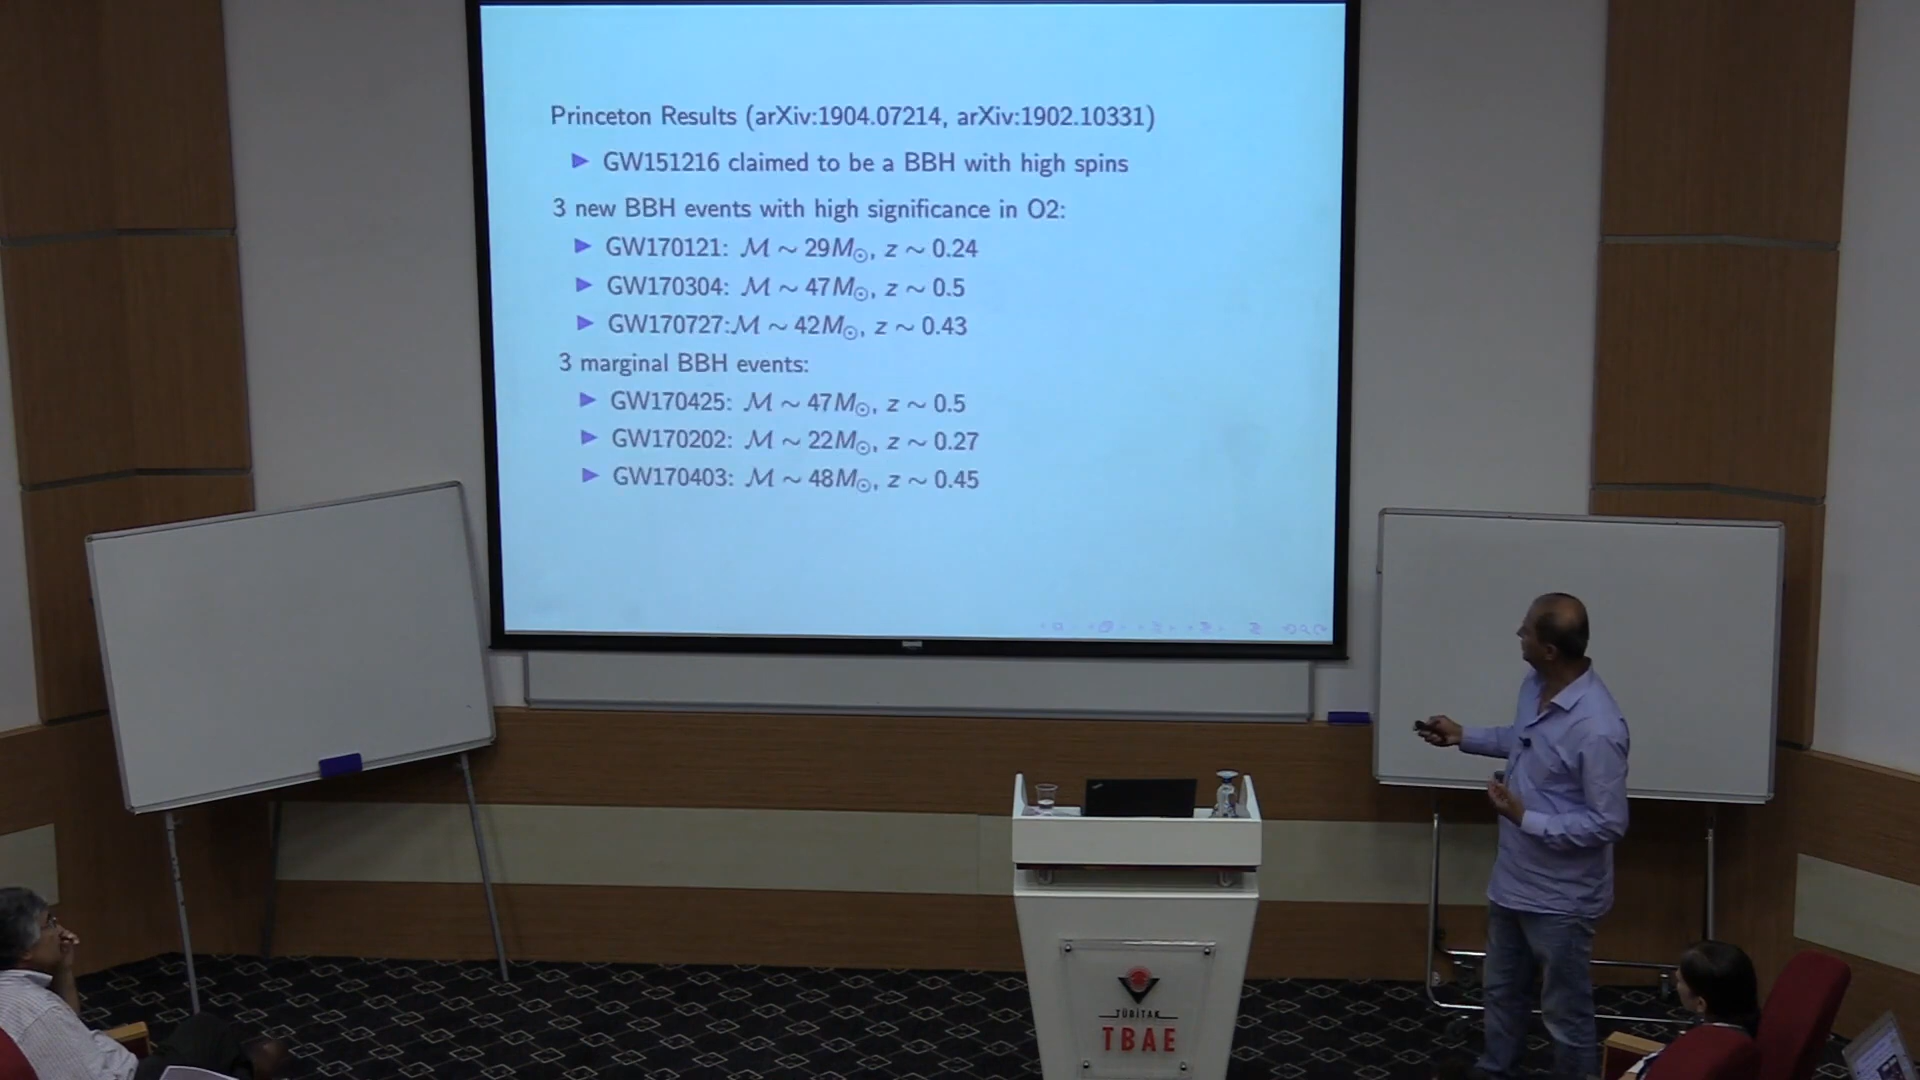 Princeton Results (arXiv:1904.07214, arXiv:1902.10331)
▶ GW151216 claimed to be a BBH with high spins
3 new BBH events with high significance in O2:
▶ GW170121: ℳ ∼ 29M⊙, z ∼ 0.24
▶ GW170304: ℳ ∼ 47M⊙, z ∼ 0.5
▶ GW170727:ℳ ∼ 42M⊙, z ∼ 0.43
3 marginal BBH events:
▶ GW170425: ℳ ∼ 47M⊙, z ∼ 0.5
▶ GW170202: ℳ ∼ 22M⊙, z ∼ 0.27
▶ GW170403: ℳ ∼ 48M⊙, z ∼ 0.45
TÜBİTAK
TBAE